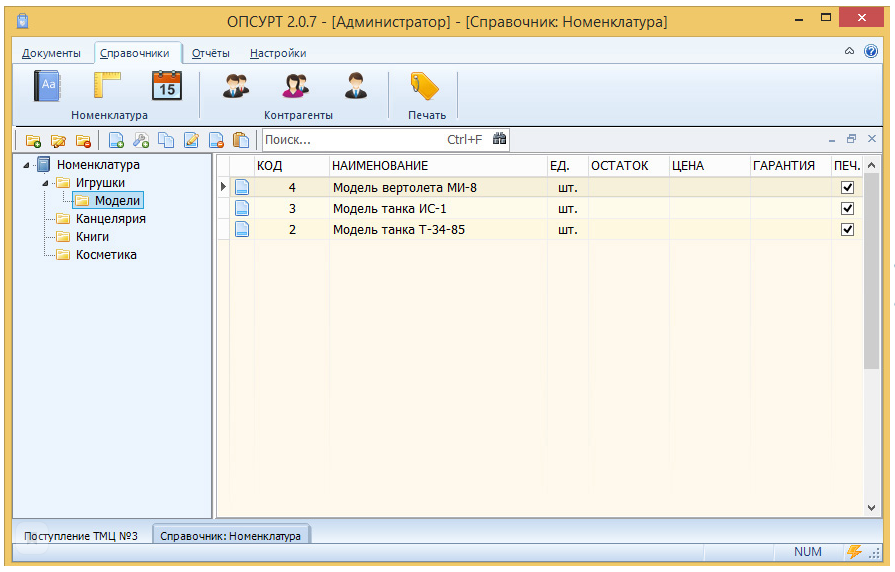 ОПСУРТ 2.0.7 - [Администратор] - [Справочник: Номенклатура]
Документы Справочники Отчёты Настройки
Aa 15
Номенклатура Контрагенты Печать
Поиск... Ctrl+F
Номенклатура
Игрушки
Модели
Канцелярия
Книги
Косметика
КОД НАИМЕНОВАНИЕ ЕД. ОСТАТОК ЦЕНА ГАРАНТИЯ ПЕЧ.
4 Модель вертолета МИ-8 шт.
3 Модель танка ИС-1 шт.
2 Модель танка Т-34-85 шт.
Поступление ТМЦ №3 Справочник: Номенклатура
NUM